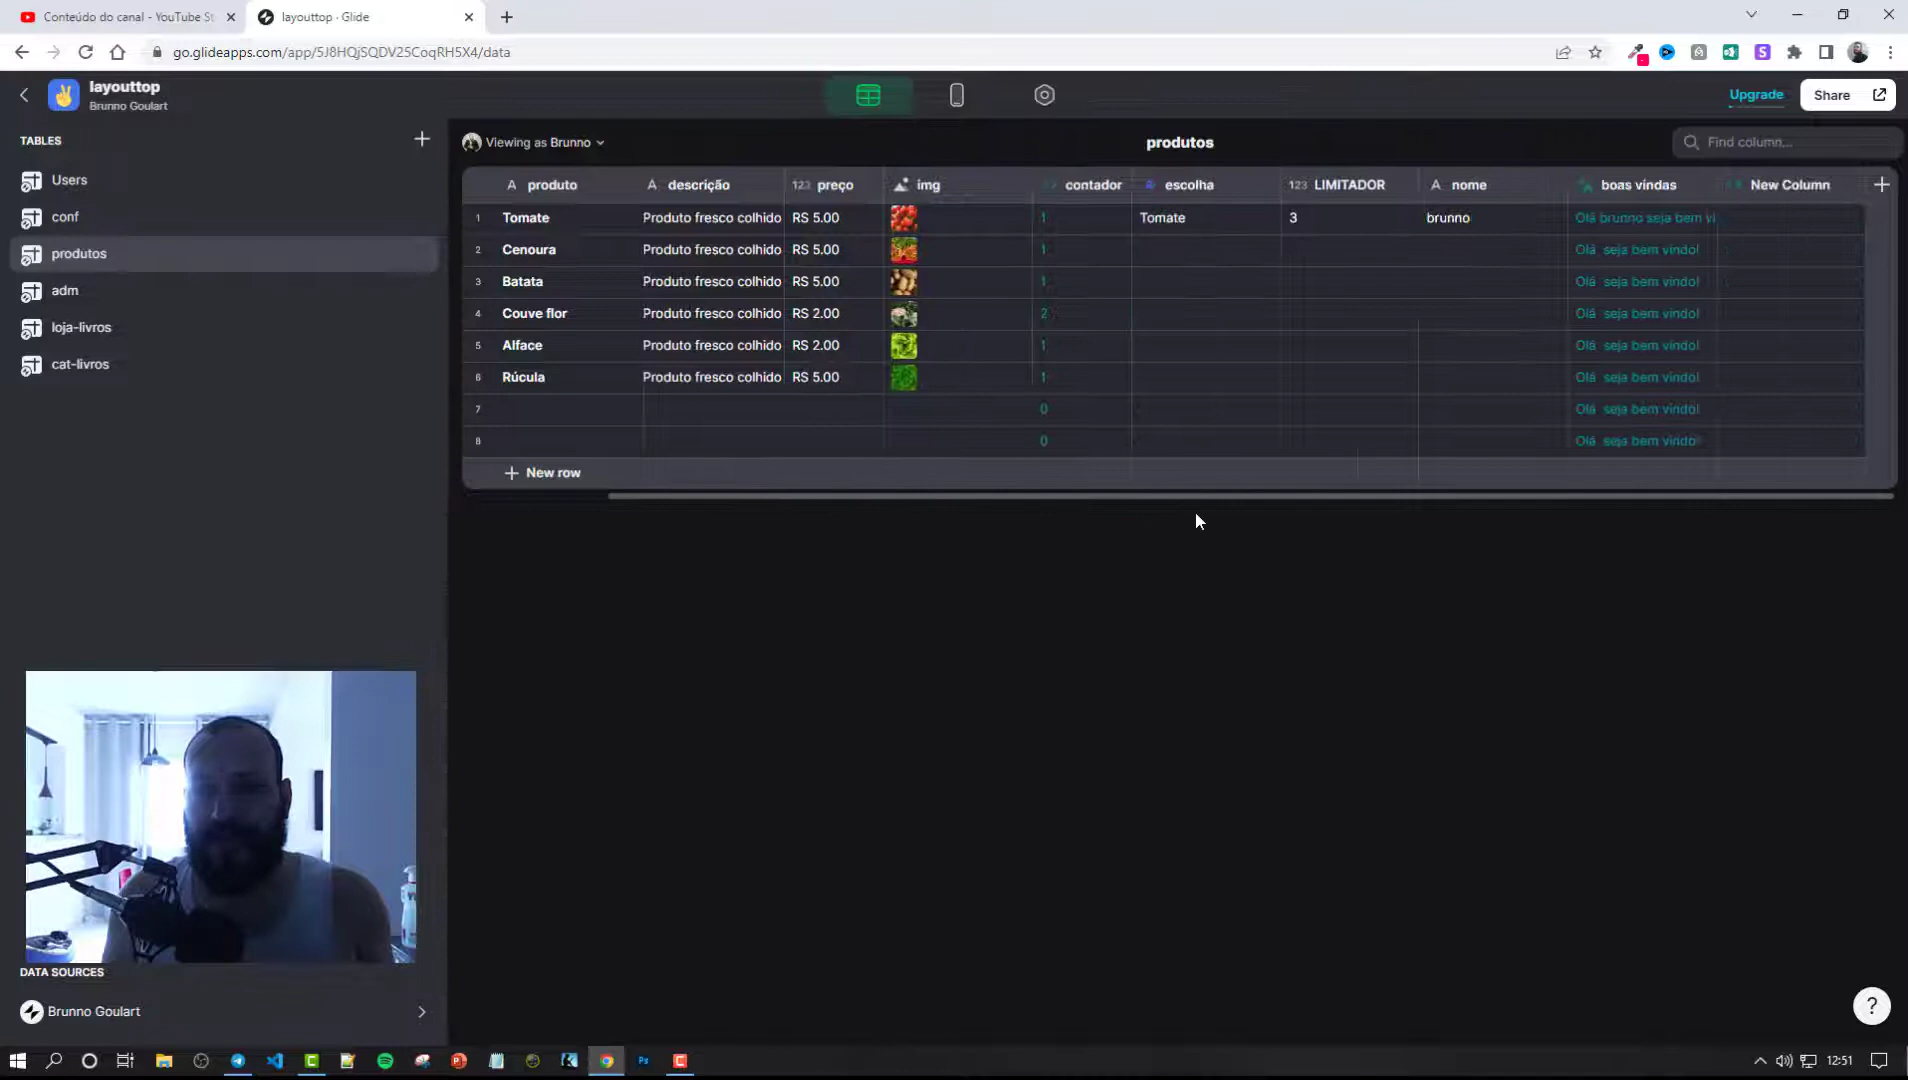 Conteúdo do canal - YouTube St
layouttop · Glide
go.glideapps.com/app/5J8HQjSQDV25CoqRH5X4/data
layouttop
Brunno Goulart
Upgrade
Share
TABLES
Viewing as Brunno
produtos
Find column...
Users
conf
produtos
adm
loja-livros
cat-livros
produto descrição 123 preço img contador escolha 123 LIMITADOR nome boas vindas New Column
1 Tomate Produto fresco colhido R$ 5.00 1 Tomate 3 brunno Olá brunno seja bem vi
2 Cenoura Produto fresco colhido R$ 5.00 1 Olá seja bem vindo!
3 Batata Produto fresco colhido R$ 5.00 1 Olá seja bem vindo!
4 Couve flor Produto fresco colhido R$ 2.00 2 Olá seja bem vindo!
5 Alface Produto fresco colhido R$ 2.00 1 Olá seja bem vindo!
6 Rúcula Produto fresco colhido R$ 5.00 1 Olá seja bem vindo!
7 0 Olá seja bem vindo!
8 0 Olá seja bem vindo!
New row
DATA SOURCES
Brunno Goulart
?
12:51